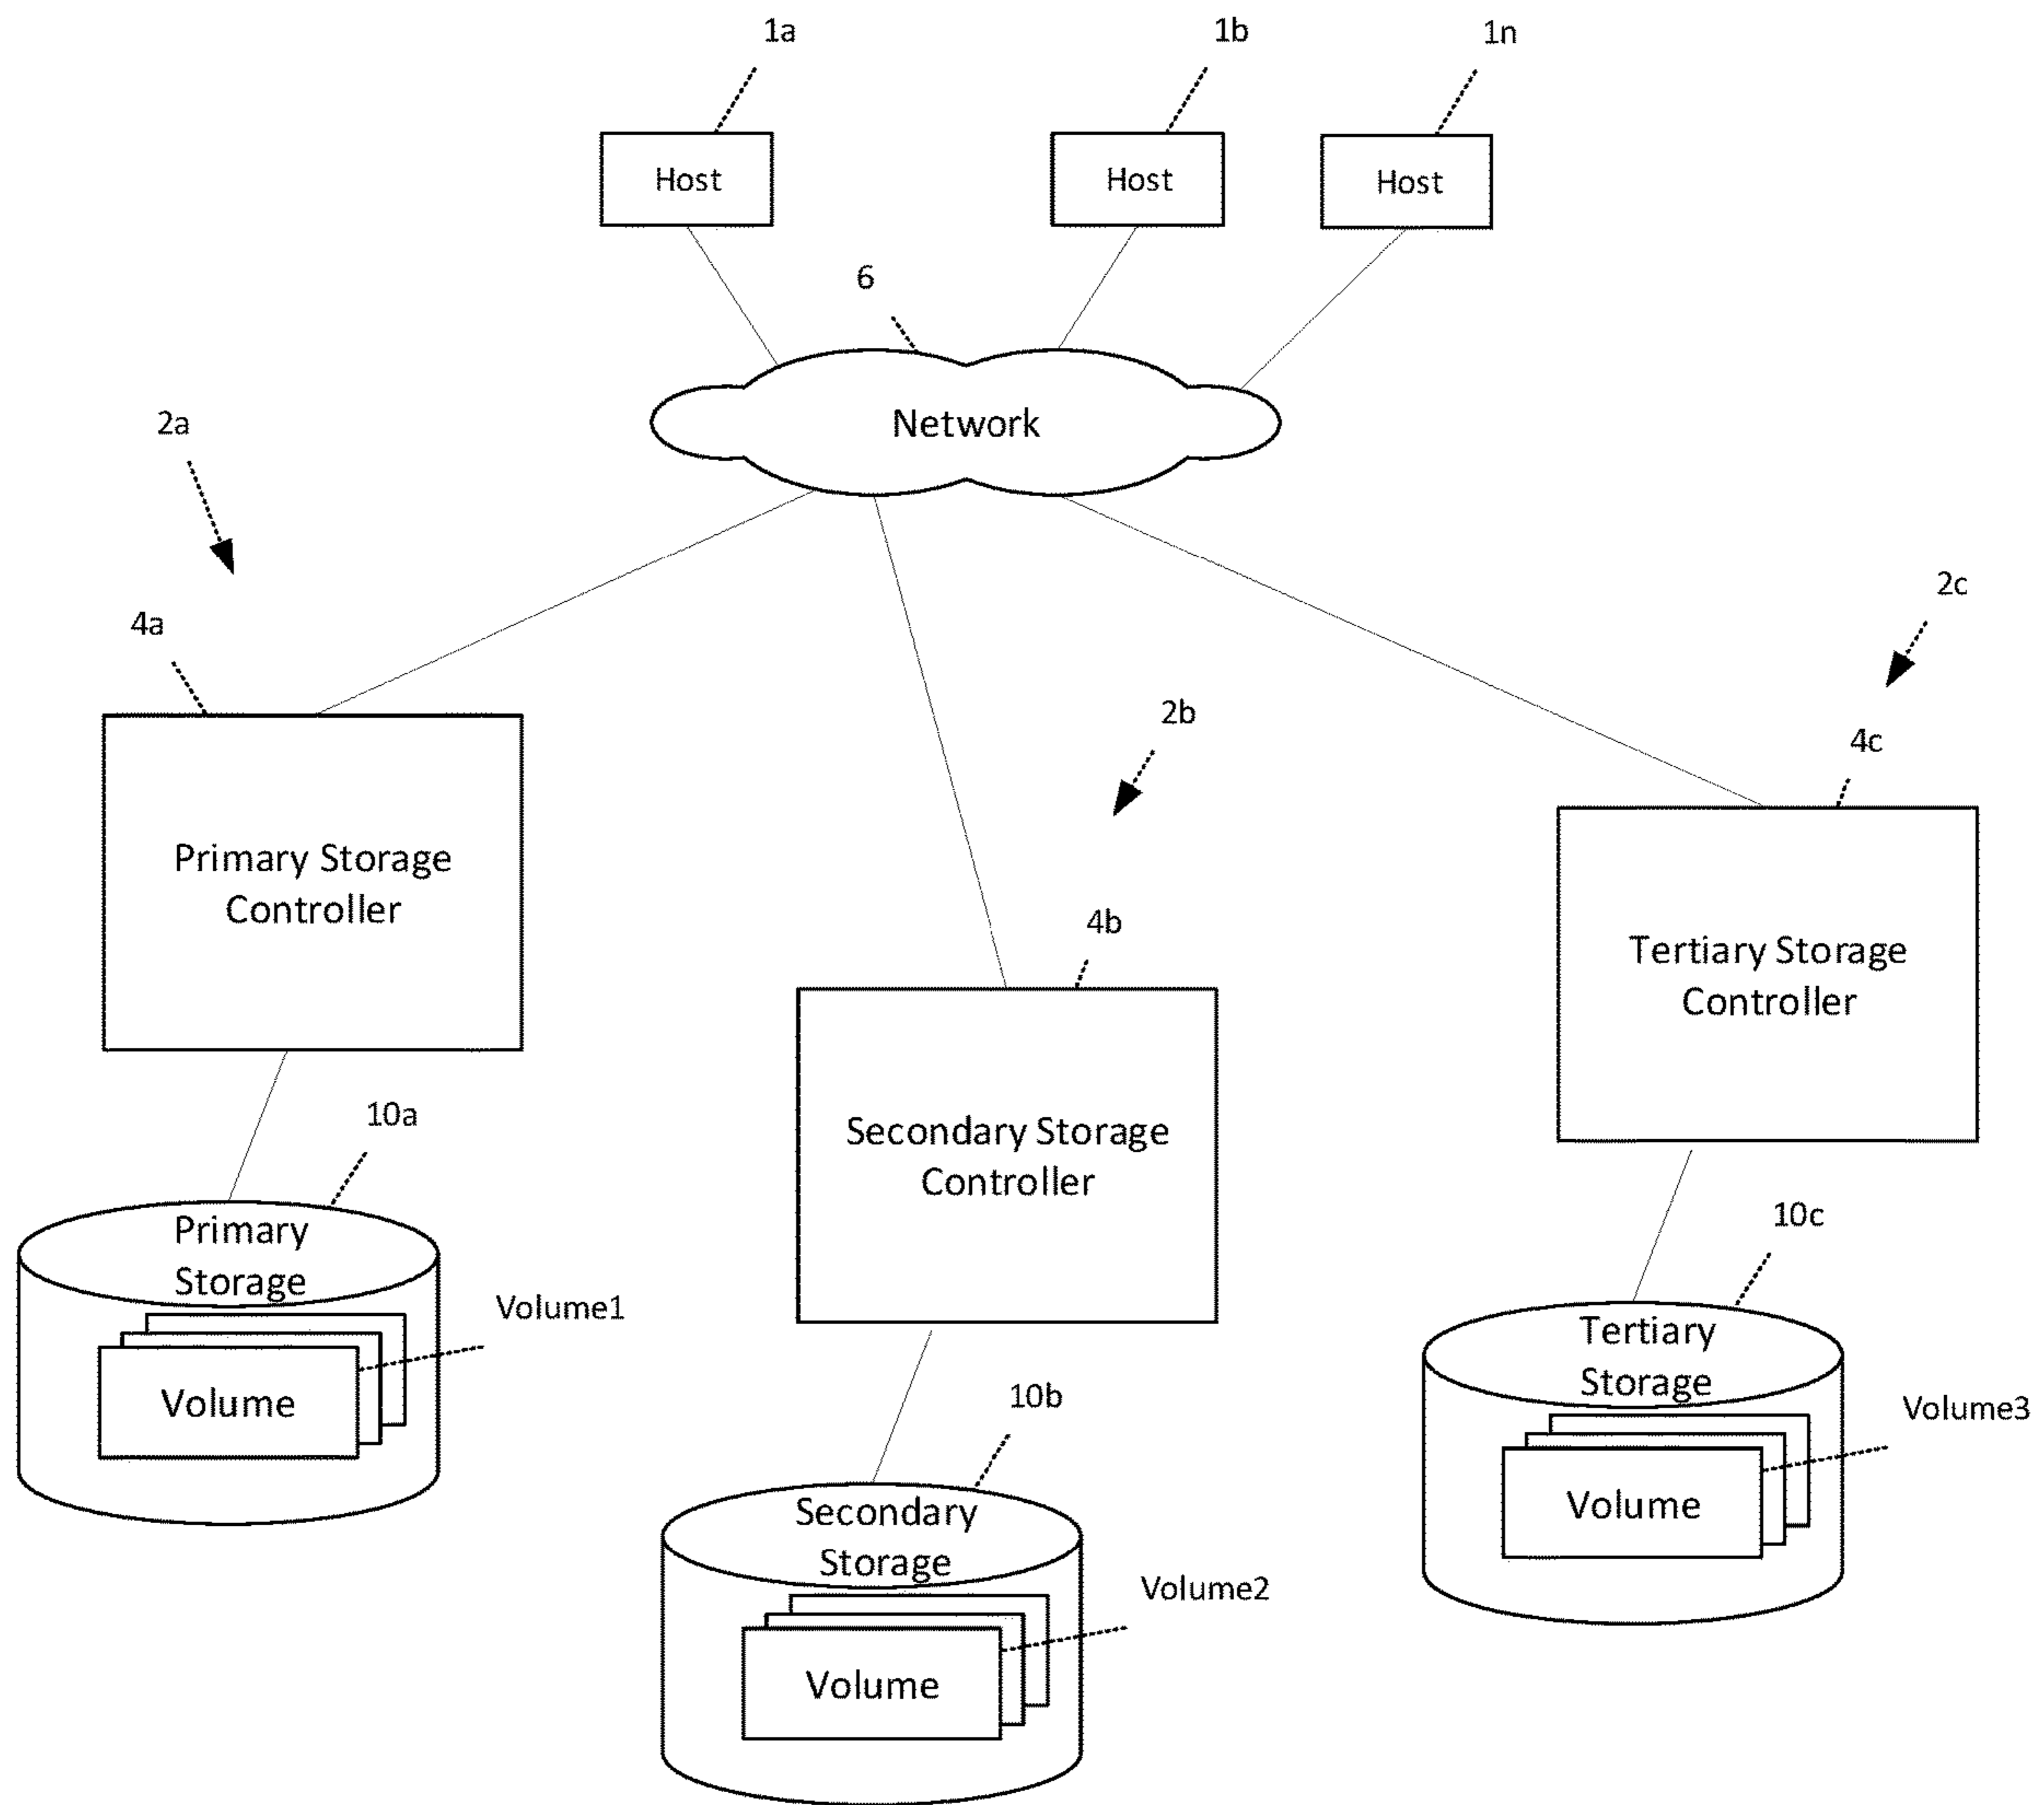 1a
1b
1n
Host
Host
Host
6
Network
2a
2c
4a
2b
4c
Primary Storage
Controller
4b
Tertiary Storage
Controller
10a
Secondary Storage
Controller
10c
Primary
Storage
Volume1
Tertiary
Storage
Volume
10b
Volume3
Secondary
Storage
Volume
Volume2
Volume